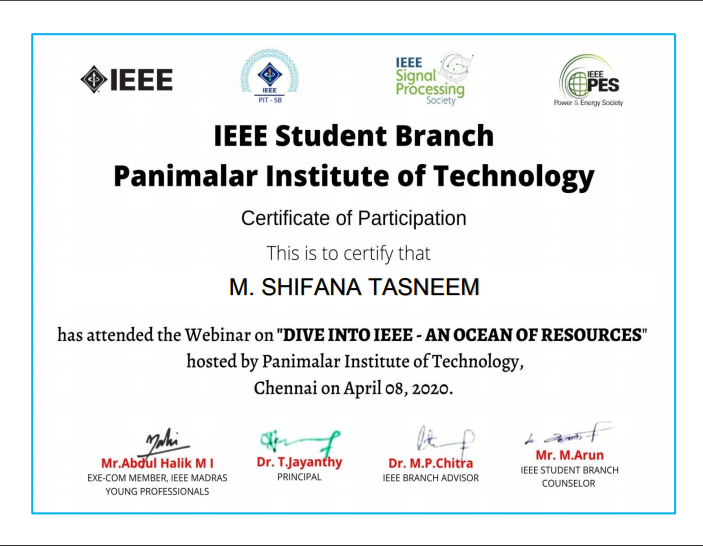 IEEE
IEEE
PIT - SB
IEEE
Signal
Processing
Society
IEEE
PES
Power & Energy Society
IEEE Student Branch
Panimalar Institute of Technology
Certificate of Participation
This is to certify that
M. SHIFANA TASNEEM
has attended the Webinar on "DIVE INTO IEEE - AN OCEAN OF RESOURCES"
hosted by Panimalar Institute of Technology,
Chennai on April 08, 2020.
Mr.Abdul Halik M I
EXE-COM MEMBER, IEEE MADRAS
YOUNG PROFESSIONALS
Dr. T.Jayanthy
PRINCIPAL
Dr. M.P.Chitra
IEEE BRANCH ADVISOR
Mr. M.Arun
IEEE STUDENT BRANCH
COUNSELOR